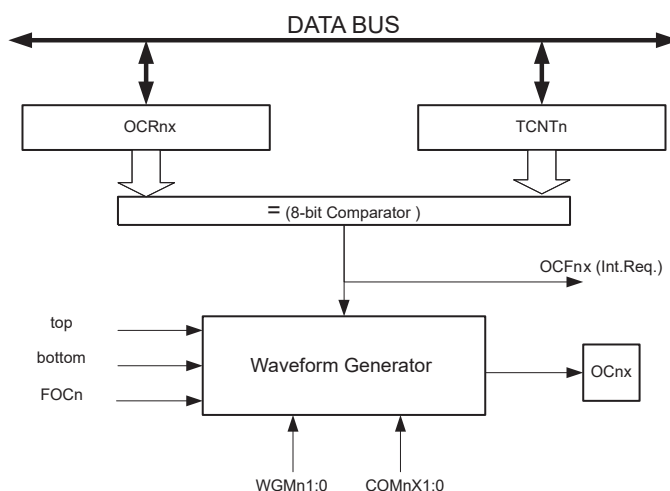 DATA BUS
OCRnx
TCNTn
= (8-bit Comparator )
OCFnx (Int.Req.)
top
bottom
FOCn
Waveform Generator
OCnx
WGMn1:0
COMnX1:0